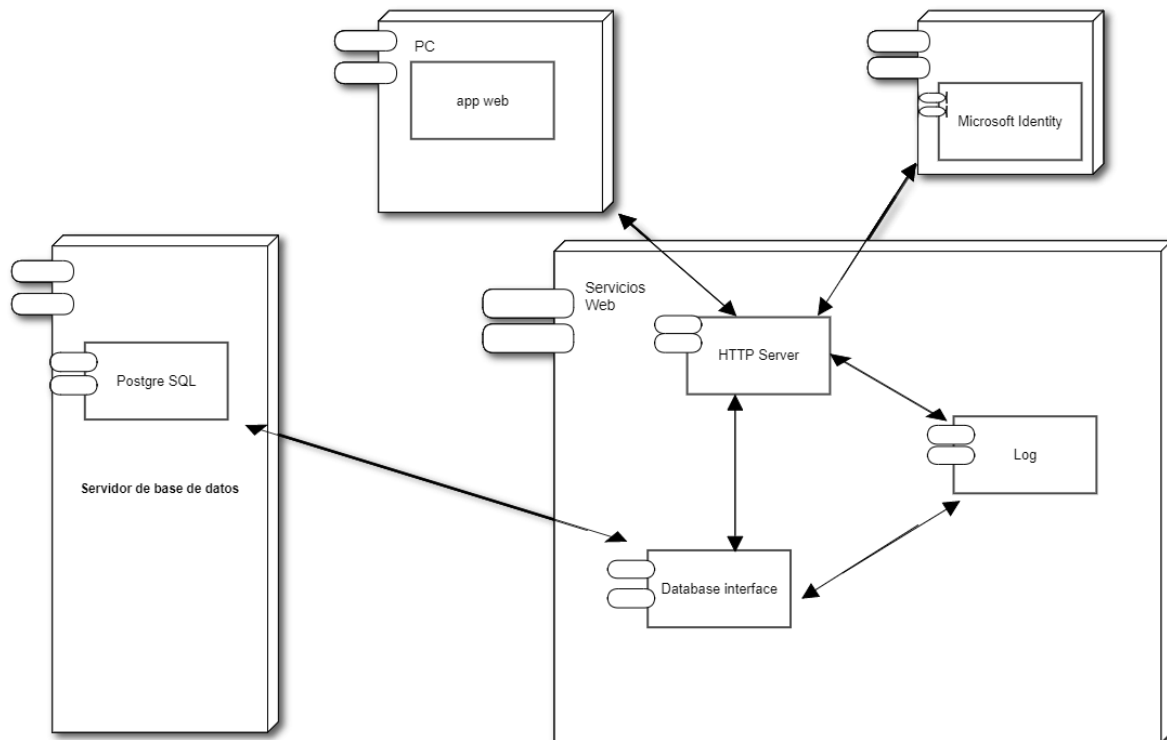 PC
app web
Microsoft Identity
Servicios
Web
HTTP Server
Postgre SQL
Log
Servidor de base de datos
Database interface